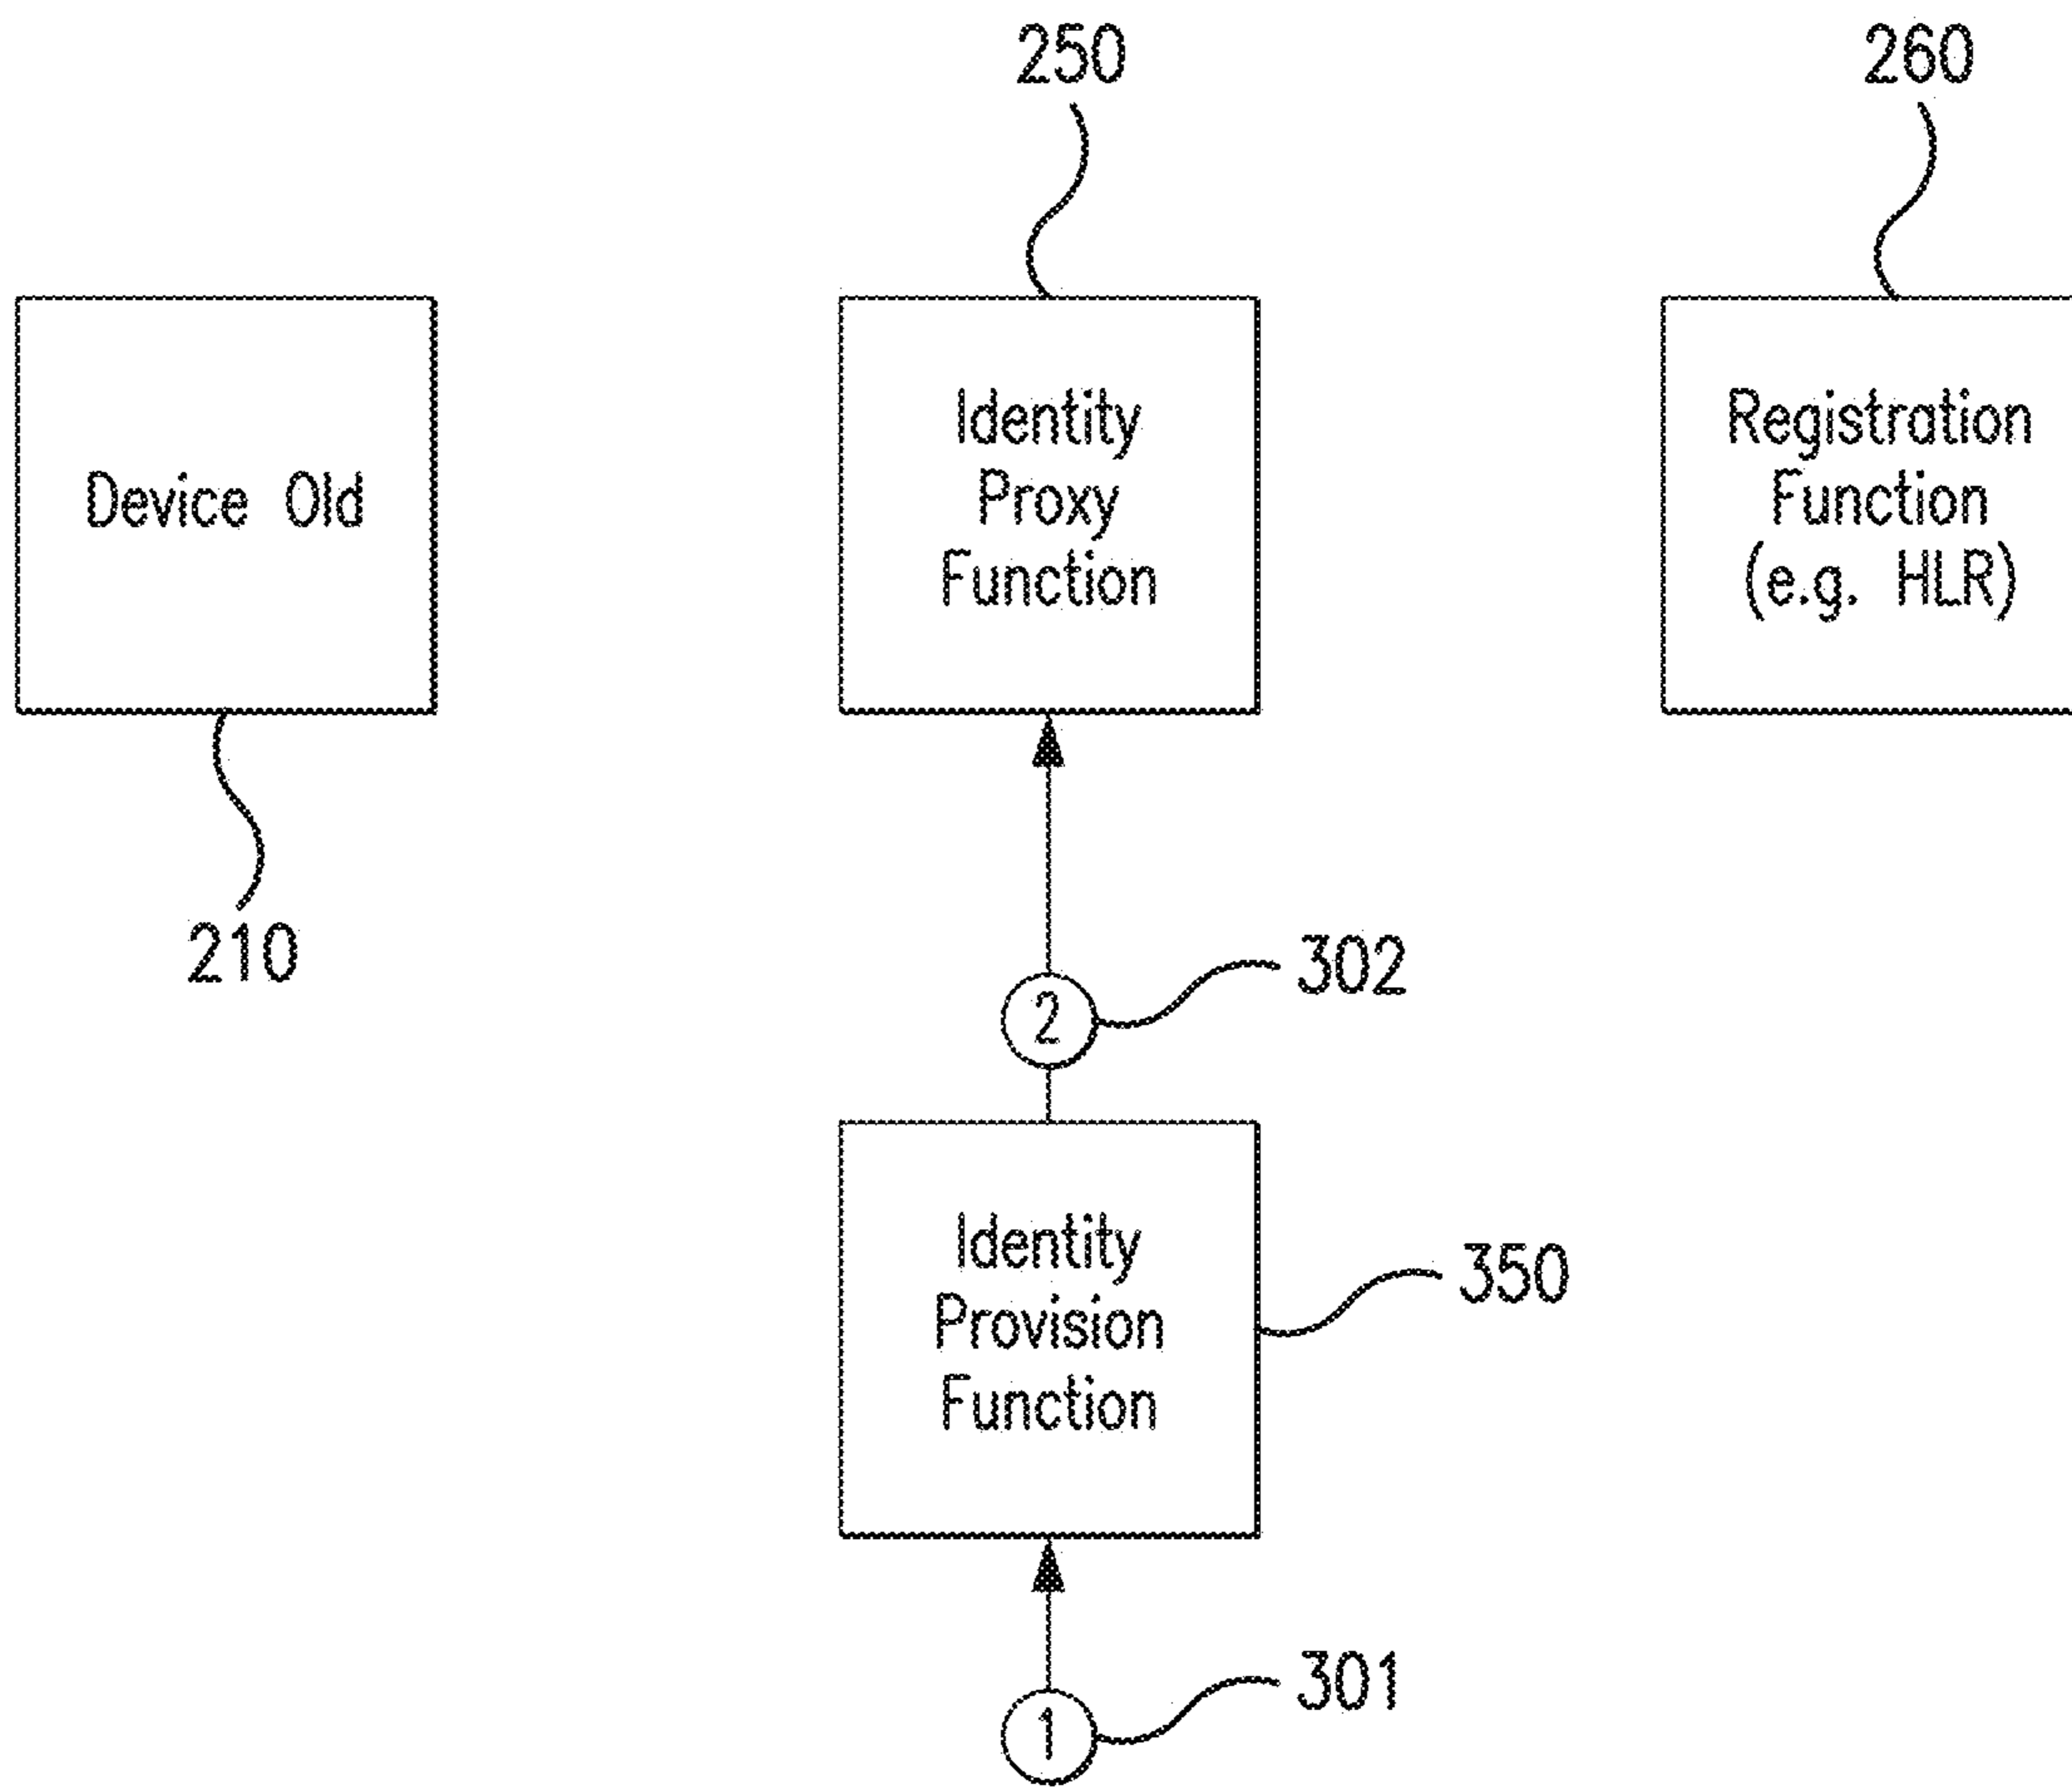 250
260
Device Old
Identity
Proxy
Function
Registration
Function
(e.g. HLR)
210
2
302
Identity
Provision
Function
350
1
301